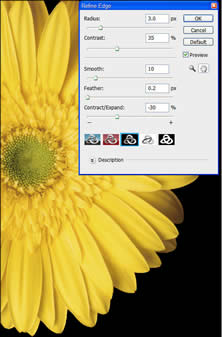 Refine Edge
Radius: 3.0 px
OK
Contrast: 35 %
Cancel
Default
Preview
Smooth: 10
Feather: 0.2 px
Contract/Expand: -30 %
− +
Description